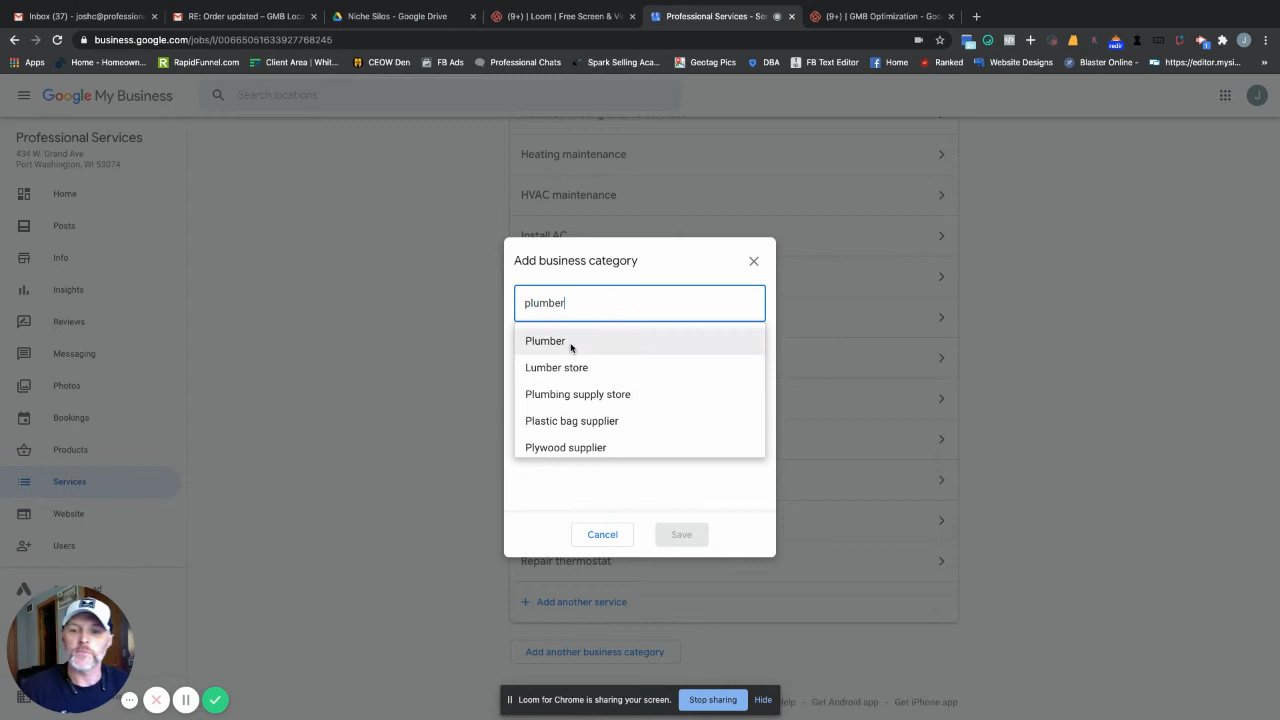 Inbox (37) - joshc@profession
RE: Order updated – GMB Loca
Niche Silos - Google Drive
(9+) Loom | Free Screen & Vi
Professional Services - Ser
(9+) | GMB Optimization - Goo
business.google.com/jobs/l/00665051633927768245
Apps
Home - Homeown...
RapidFunnel.com
Client Area | Whit...
CEOW Den
FB Ads
Professional Chats
Spark Selling Aca...
Geotag Pics
DBA
FB Text Editor
Home
Ranked
Website Designs
Blaster Online -
https://editor.mysi...
Google My Business
Search locations
J
Professional Services
434 W. Grand Ave
Port Washington, WI 53074
Home
Posts
Info
Insights
Reviews
Messaging
Photos
Bookings
Products
Services
Website
Users
Heating maintenance
HVAC maintenance
Install AC
Add business category
plumber
Plumber
Lumber store
Plumbing supply store
Plastic bag supplier
Plywood supplier
Cancel
Save
Repair thermostat
Add another service
Add another business category
Loom for Chrome is sharing your screen.
Stop sharing
Hide
Get Android app
Get iPhone app